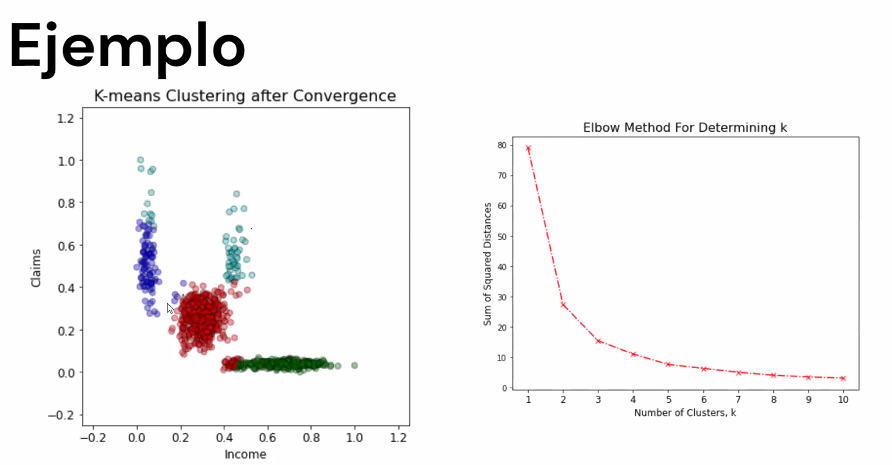 Ejemplo
K-means Clustering after Convergence
1.2
1.0
0.8
0.6
0.4
0.2
0.0
−0.2
Claims
−0.2 0.0 0.2 0.4 0.6 0.8 1.0 1.2
Income
Elbow Method For Determining k
80
70
60
50
40
30
20
10
0
Sum of Squared Distances
1 2 3 4 5 6 7 8 9 10
Number of Clusters, k